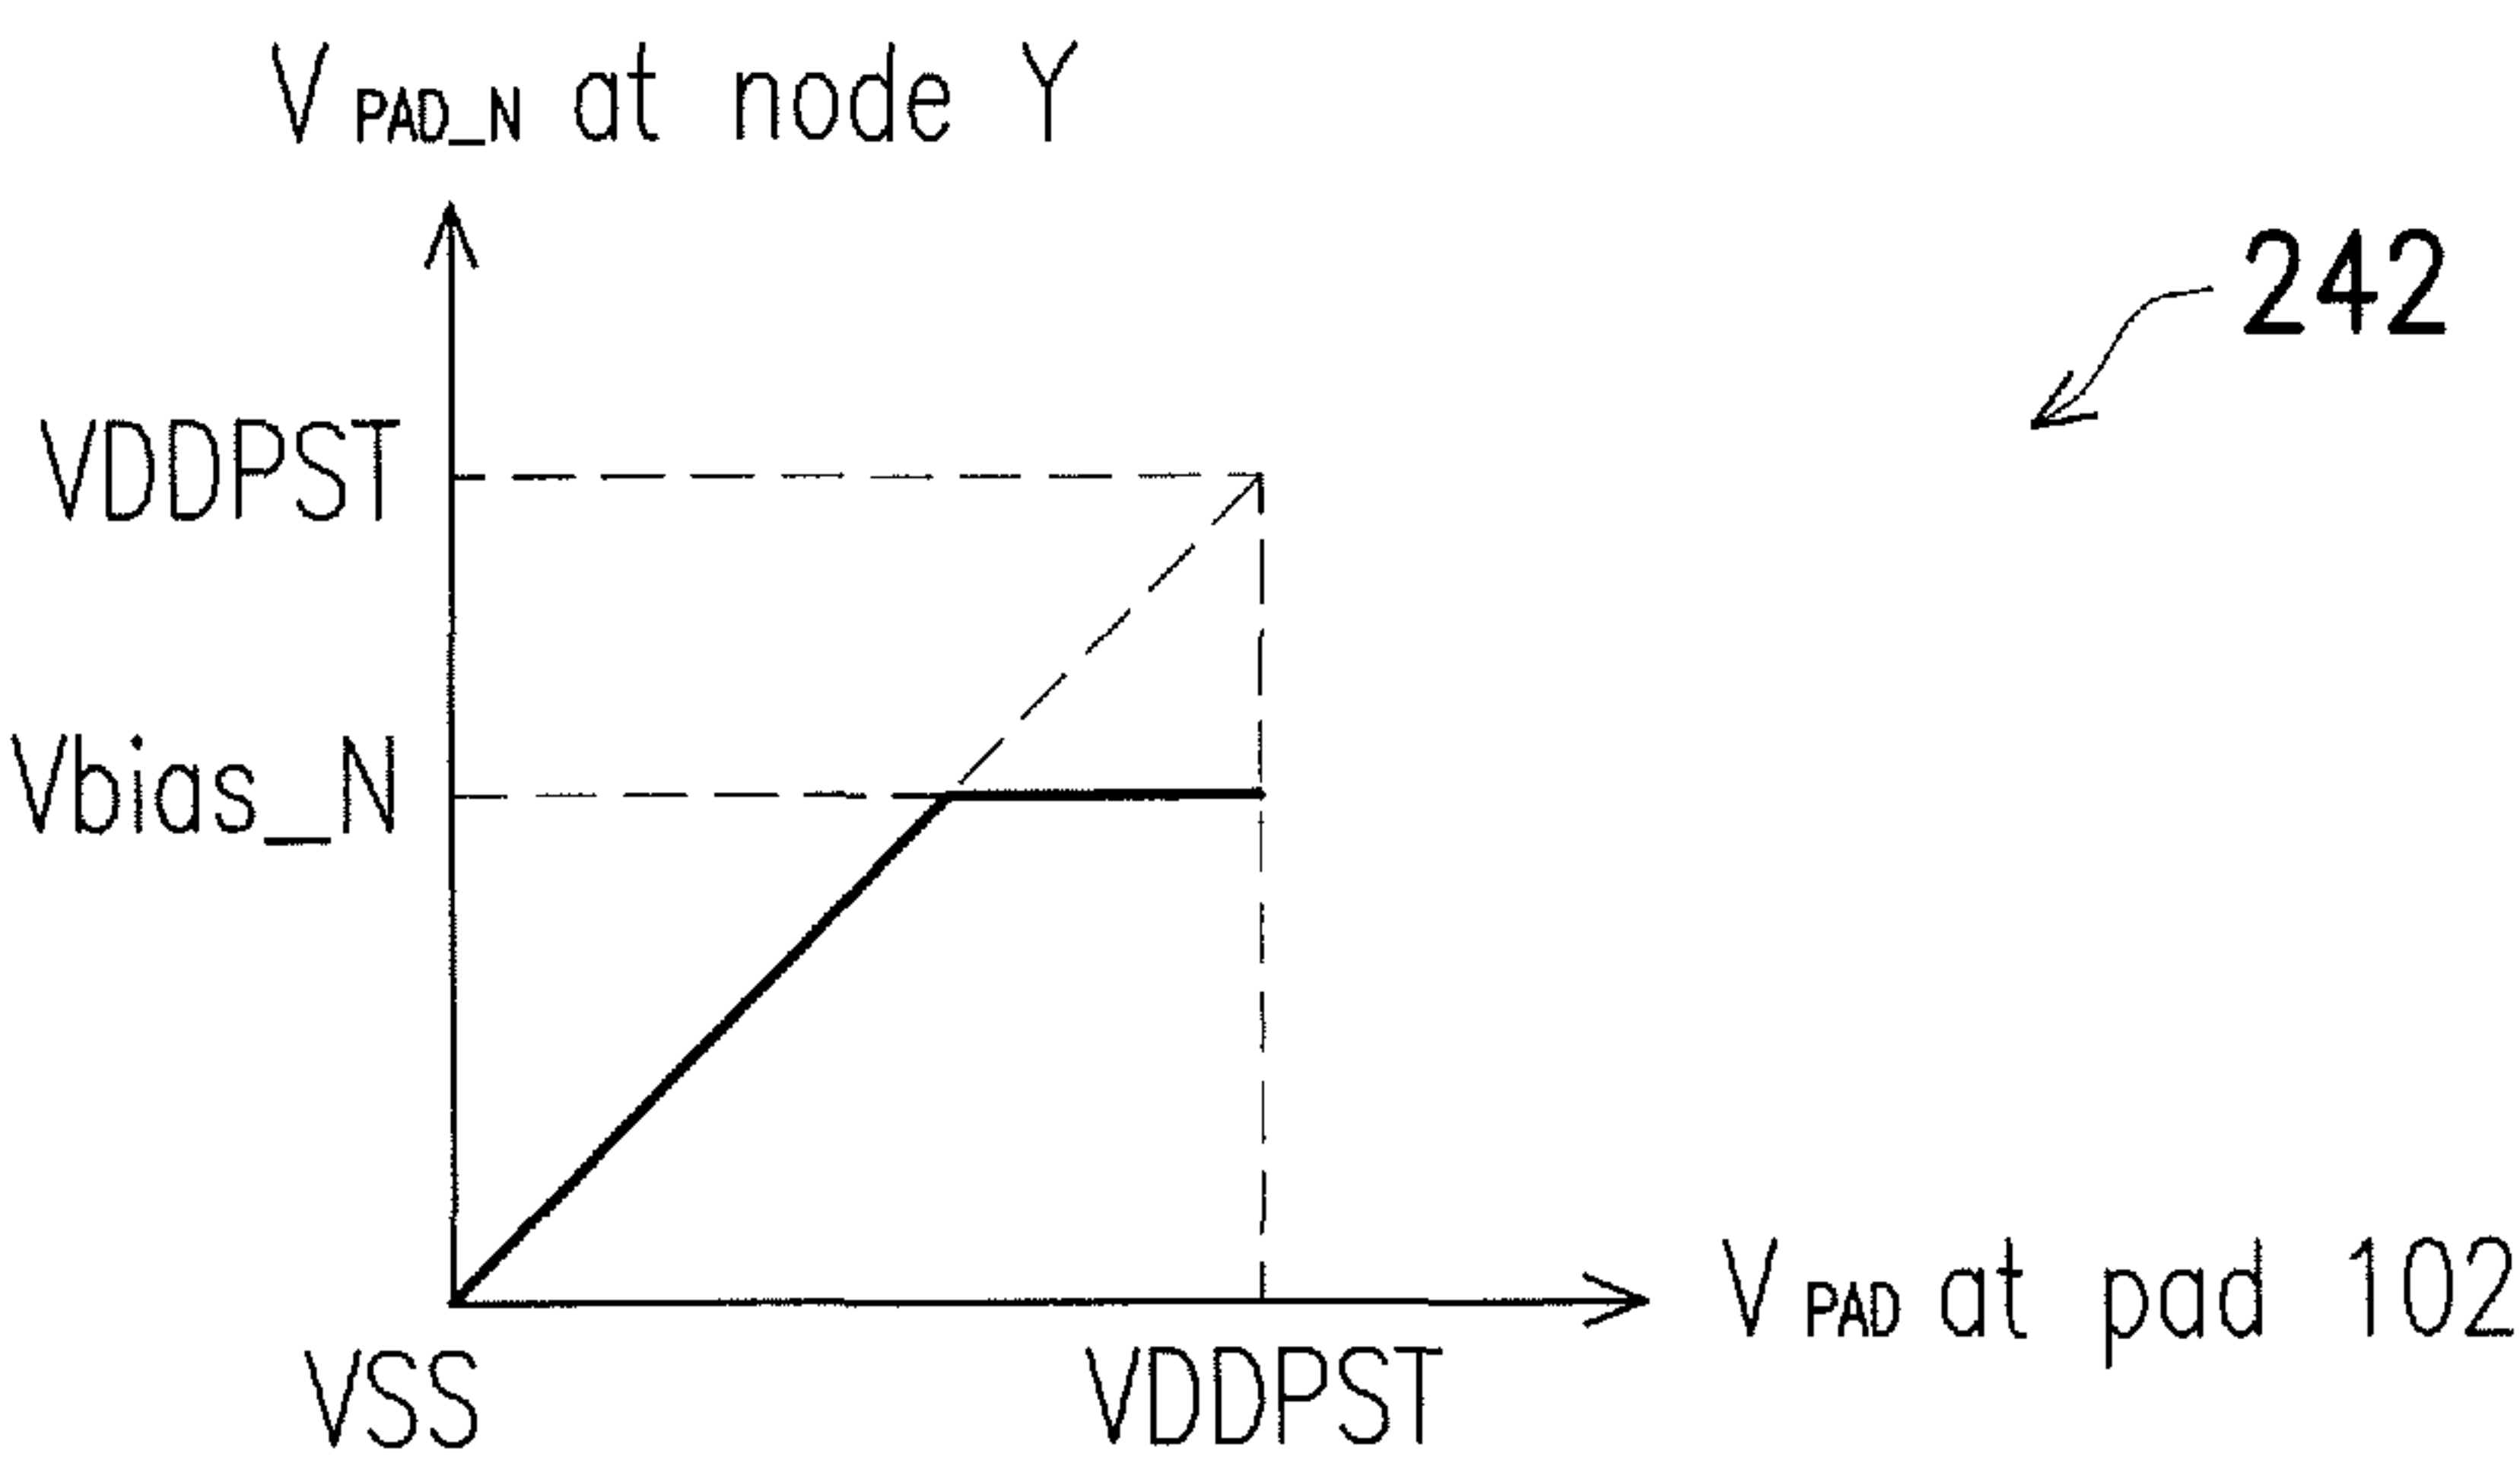 V PAD_N at node Y
242
VDDPST
Vbias_N
V PAD at pad 102
VSS
VDDPST